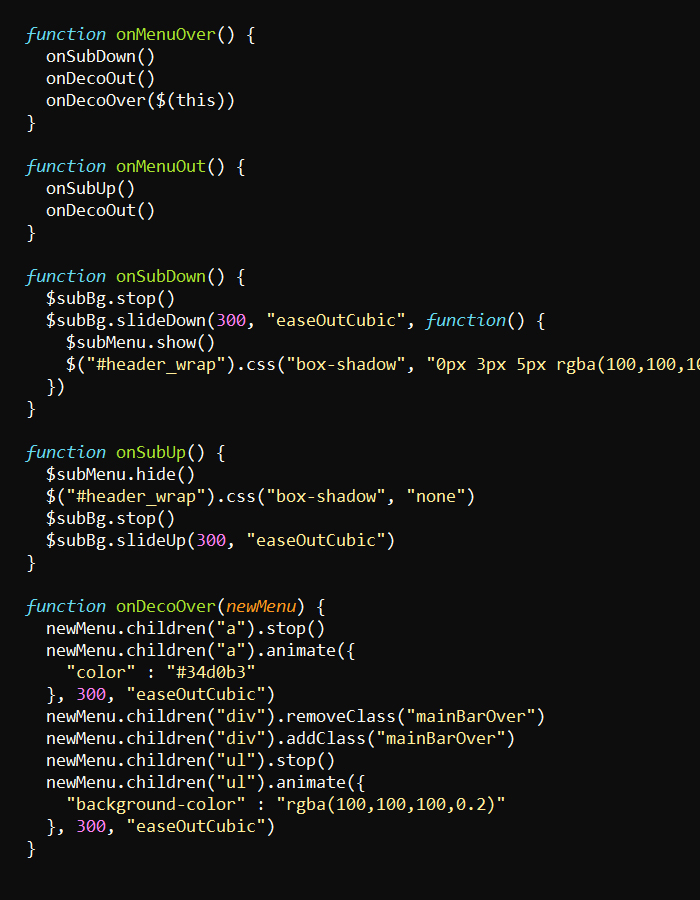 function onMenuOver() {
  onSubDown()
  onDecoOut()
  onDecoOver($(this))
}

function onMenuOut() {
  onSubUp()
  onDecoOut()
}

function onSubDown() {
  $subBg.stop()
  $subBg.slideDown(300, "easeOutCubic", function() {
    $subMenu.show()
    $("#header_wrap").css("box-shadow", "0px 3px 5px rgba(100,100,10
  })
}

function onSubUp() {
  $subMenu.hide()
  $("#header_wrap").css("box-shadow", "none")
  $subBg.stop()
  $subBg.slideUp(300, "easeOutCubic")
}

function onDecoOver(newMenu) {
  newMenu.children("a").stop()
  newMenu.children("a").animate({
    "color" : "#34d0b3"
  }, 300, "easeOutCubic")
  newMenu.children("div").removeClass("mainBarOver")
  newMenu.children("div").addClass("mainBarOver")
  newMenu.children("ul").stop()
  newMenu.children("ul").animate({
    "background-color" : "rgba(100,100,100,0.2)"
  }, 300, "easeOutCubic")
}